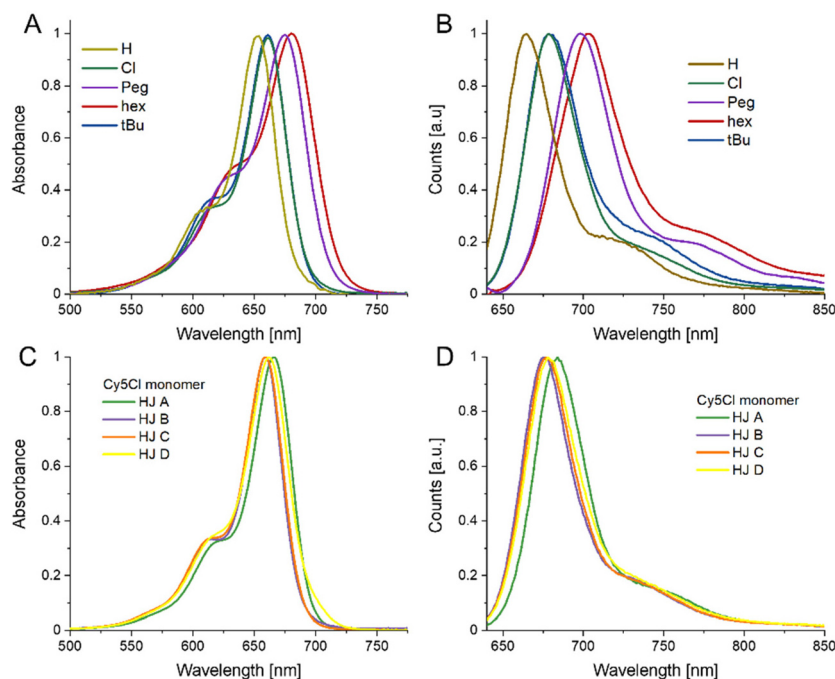 A
H
Cl
Peg
hex
tBu
Absorbance
1
0.8
0.6
0.4
0.2
0
500
550
600
650
700
750
Wavelength [nm]
B
H
Cl
Peg
hex
tBu
Counts [a.u]
1
0.8
0.6
0.4
0.2
0
650
700
750
800
850
Wavelength [nm]
C
Cy5Cl monomer
HJ A
HJ B
HJ C
HJ D
Absorbance
1
0.8
0.6
0.4
0.2
0
500
550
600
650
700
750
Wavelength [nm]
D
Cy5Cl monomer
HJ A
HJ B
HJ C
HJ D
Counts [a.u.]
1
0.8
0.6
0.4
0.2
0
650
700
750
800
850
Wavelength [nm]